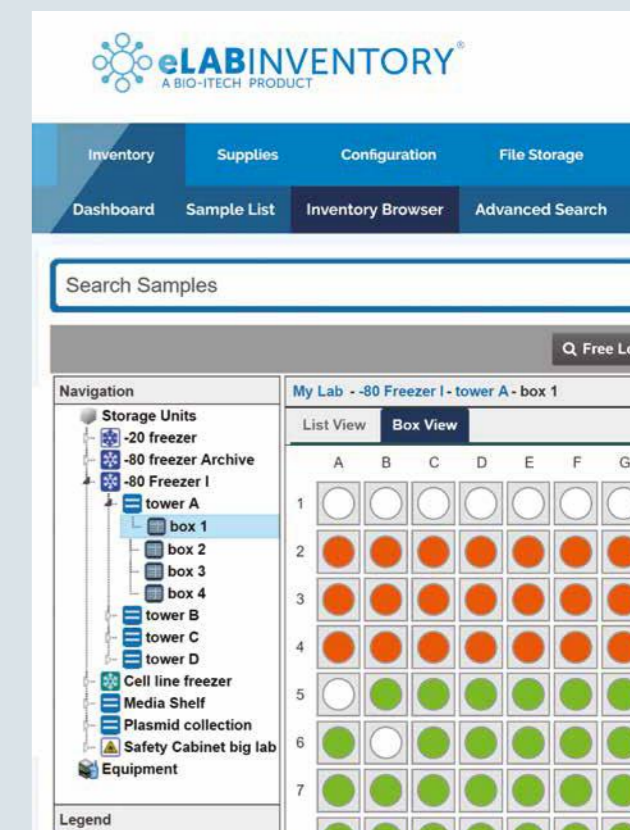 eLABINVENTORY®
A BIO-ITECH PRODUCT
Inventory Supplies Configuration File Storage
Dashboard Sample List Inventory Browser Advanced Search
Search Samples
Free Lo
Navigation
Storage Units
-20 freezer
-80 freezer Archive
-80 Freezer I
tower A
box 1
box 2
box 3
box 4
tower B
tower C
tower D
Cell line freezer
Media Shelf
Plasmid collection
Safety Cabinet big lab
Equipment
Legend
My Lab - -80 Freezer I - tower A - box 1
List View Box View
A B C D E F G
1
2
3
4
5
6
7